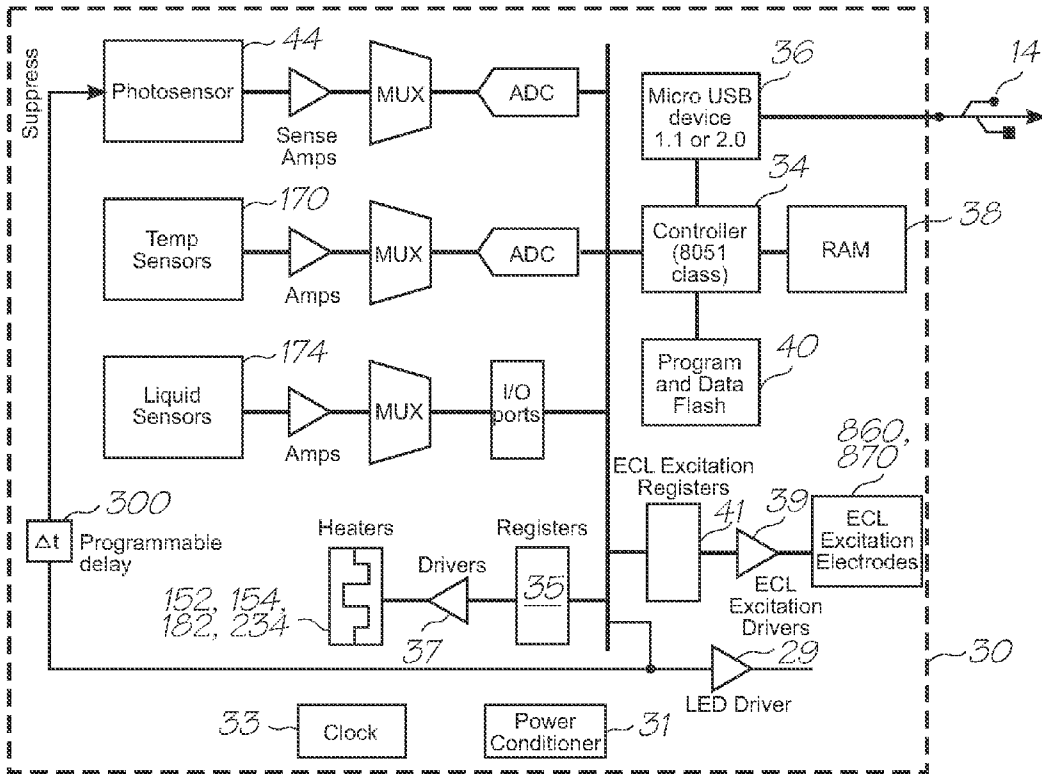 Suppress
44
Photosensor
Sense
Amps
MUX
ADC
36
Micro USB
device
1.1 or 2.0
14
170
Temp
Sensors
Amps
MUX
ADC
34
Controller
(8051
class)
38
RAM
174
Liquid
Sensors
Amps
MUX
I/O
ports
40
Program
and Data
Flash
860,
870
ECL Excitation
Registers
41
39
ECL
Excitation
Electrodes
ECL
Excitation
Drivers
300
Δt
Programmable
delay
Heaters
152, 154,
182, 234
Drivers
37
Registers
35
29
LED Driver
30
33
Clock
Power
Conditioner
31